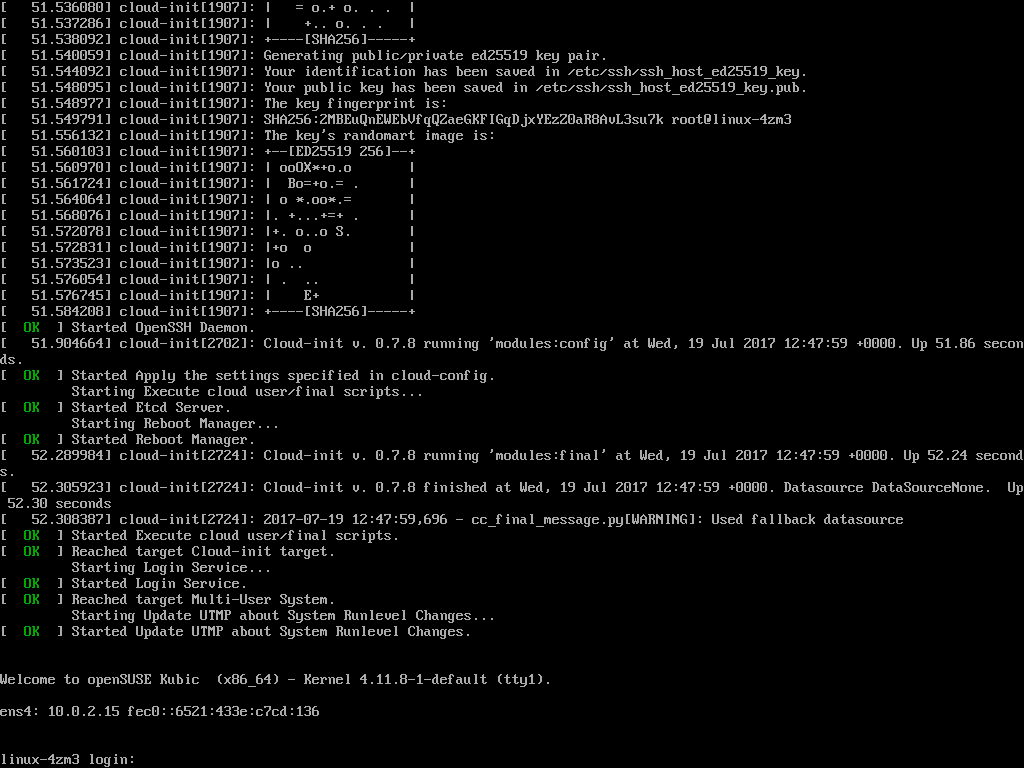 [   51.536080] cloud-init[1907]: |   = o.+ o. . .  |
[   51.537286] cloud-init[1907]: |    +.. o. . .   |
[   51.538092] cloud-init[1907]: +----[SHA256]-----+
[   51.540059] cloud-init[1907]: Generating public/private ed25519 key pair.
[   51.544092] cloud-init[1907]: Your identification has been saved in /etc/ssh/ssh_host_ed25519_key.
[   51.548095] cloud-init[1907]: Your public key has been saved in /etc/ssh/ssh_host_ed25519_key.pub.
[   51.548977] cloud-init[1907]: The key fingerprint is:
[   51.549791] cloud-init[1907]: SHA256:2MBEuQnEWEbVfqQZaeGKFIGqDjxYEzZ0aR8AvL3su7k root@linux-4zm3
[   51.556132] cloud-init[1907]: The key's randomart image is:
[   51.560103] cloud-init[1907]: +--[ED25519 256]--+
[   51.560970] cloud-init[1907]: | ooOX*+o.o       |
[   51.561724] cloud-init[1907]: |  Bo=+o.= .      |
[   51.564064] cloud-init[1907]: | o *.oo*.=       |
[   51.568076] cloud-init[1907]: |. +...+=+ .      |
[   51.572078] cloud-init[1907]: |+. o..o S.       |
[   51.572831] cloud-init[1907]: |+o  o            |
[   51.573523] cloud-init[1907]: |o ..             |
[   51.576054] cloud-init[1907]: | .  ..           |
[   51.576745] cloud-init[1907]: |    E+           |
[   51.584208] cloud-init[1907]: +----[SHA256]-----+
[  OK  ] Started OpenSSH Daemon.
[   51.904664] cloud-init[2702]: Cloud-init v. 0.7.8 running 'modules:config' at Wed, 19 Jul 2017 12:47:59 +0000. Up 51.86 secon
ds.
[  OK  ] Started Apply the settings specified in cloud-config.
         Starting Execute cloud user/final scripts...
[  OK  ] Started Etcd Server.
         Starting Reboot Manager...
[  OK  ] Started Reboot Manager.
[   52.289984] cloud-init[2724]: Cloud-init v. 0.7.8 running 'modules:final' at Wed, 19 Jul 2017 12:47:59 +0000. Up 52.24 second
s.
[   52.305923] cloud-init[2724]: Cloud-init v. 0.7.8 finished at Wed, 19 Jul 2017 12:47:59 +0000. Datasource DataSourceNone.  Up
 52.30 seconds
[   52.308387] cloud-init[2724]: 2017-07-19 12:47:59,696 - cc_final_message.py[WARNING]: Used fallback datasource
[  OK  ] Started Execute cloud user/final scripts.
[  OK  ] Reached target Cloud-init target.
         Starting Login Service...
[  OK  ] Started Login Service.
[  OK  ] Reached target Multi-User System.
         Starting Update UTMP about System Runlevel Changes...
[  OK  ] Started Update UTMP about System Runlevel Changes.
Welcome to openSUSE Kubic  (x86_64) - Kernel 4.11.8-1-default (tty1).
ens4: 10.0.2.15 fec0::6521:433e:c7cd:136
linux-4zm3 login: